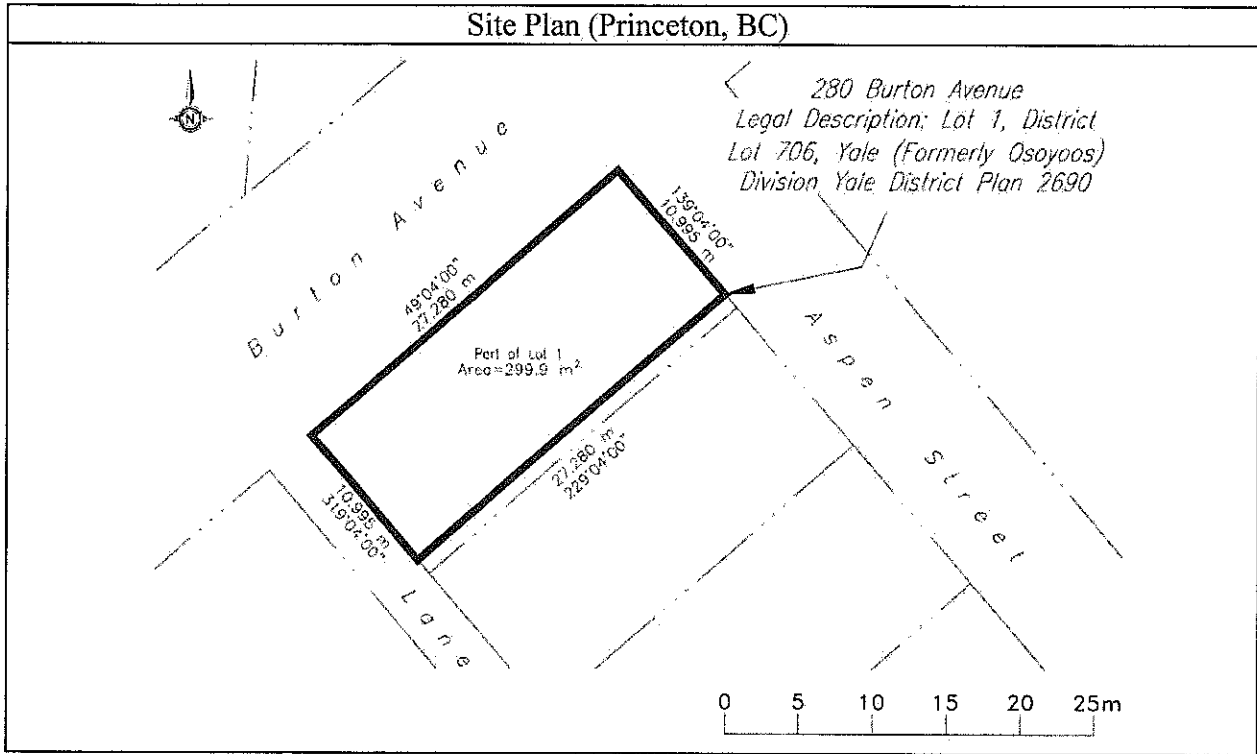 Site Plan (Princeton, BC)
N
280 Burton Avenue
Legal Description: Lot 1, District
Lot 706, Yale (Formerly Osoyoos)
Division Yale District Plan 2690
Burton Avenue
139°04'00"
10.995 m
49°04'00"
27.280 m
Part of Lot 1
Area=299.9 m²
Aspen Street
27.280 m
229°04'00"
10.995 m
319°04'00"
Lane
0 5 10 15 20 25m